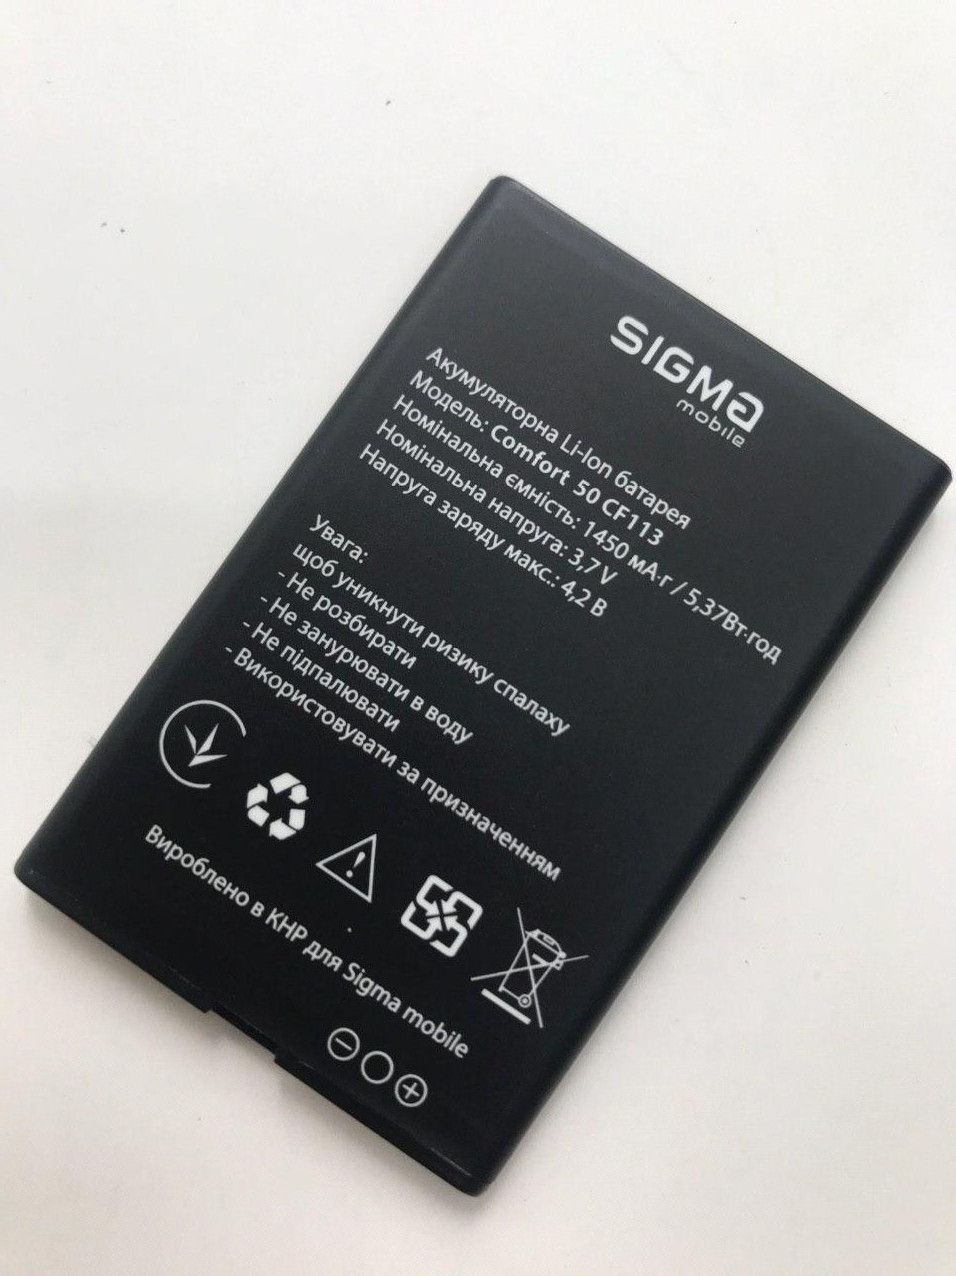 SIGMa
mobile
Акумуляторна Li-Ion батарея
Модель: Comfort 50 CF113
Номінальна ємність: 1450 мА·г / 5,37Вт·год
Номінальна напруга: 3,7 V
Напруга заряду макс.: 4,2 В
Увага:
щоб уникнути ризику спалаху
- Не розбирати
- Не занурювати в воду
- Не підпалювати
- Використовувати за призначенням
Вироблено в КНР для Sigma mobile